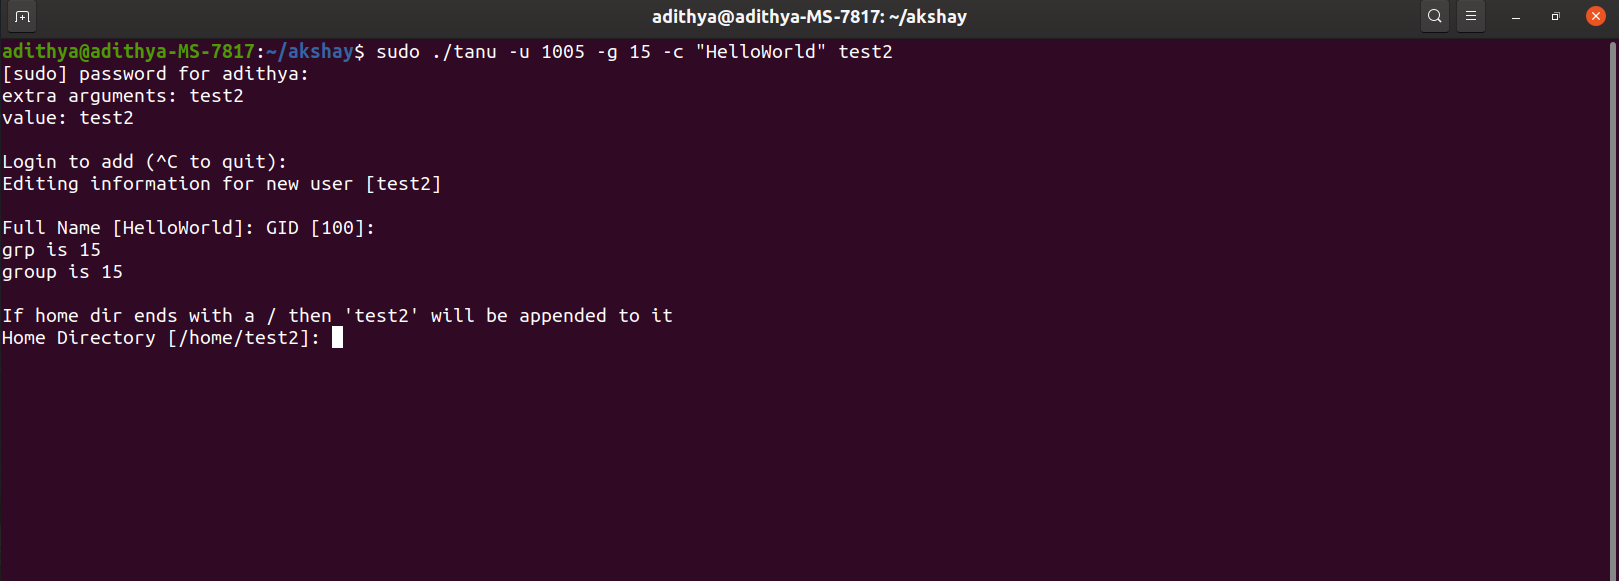 adithya@adithya-MS-7817: ~/akshay
adithya@adithya-MS-7817:~/akshay$ sudo ./tanu -u 1005 -g 15 -c "HelloWorld" test2
[sudo] password for adithya:
extra arguments: test2
value: test2
Login to add (^C to quit):
Editing information for new user [test2]
Full Name [HelloWorld]: GID [100]:
grp is 15
group is 15
If home dir ends with a / then 'test2' will be appended to it
Home Directory [/home/test2]: